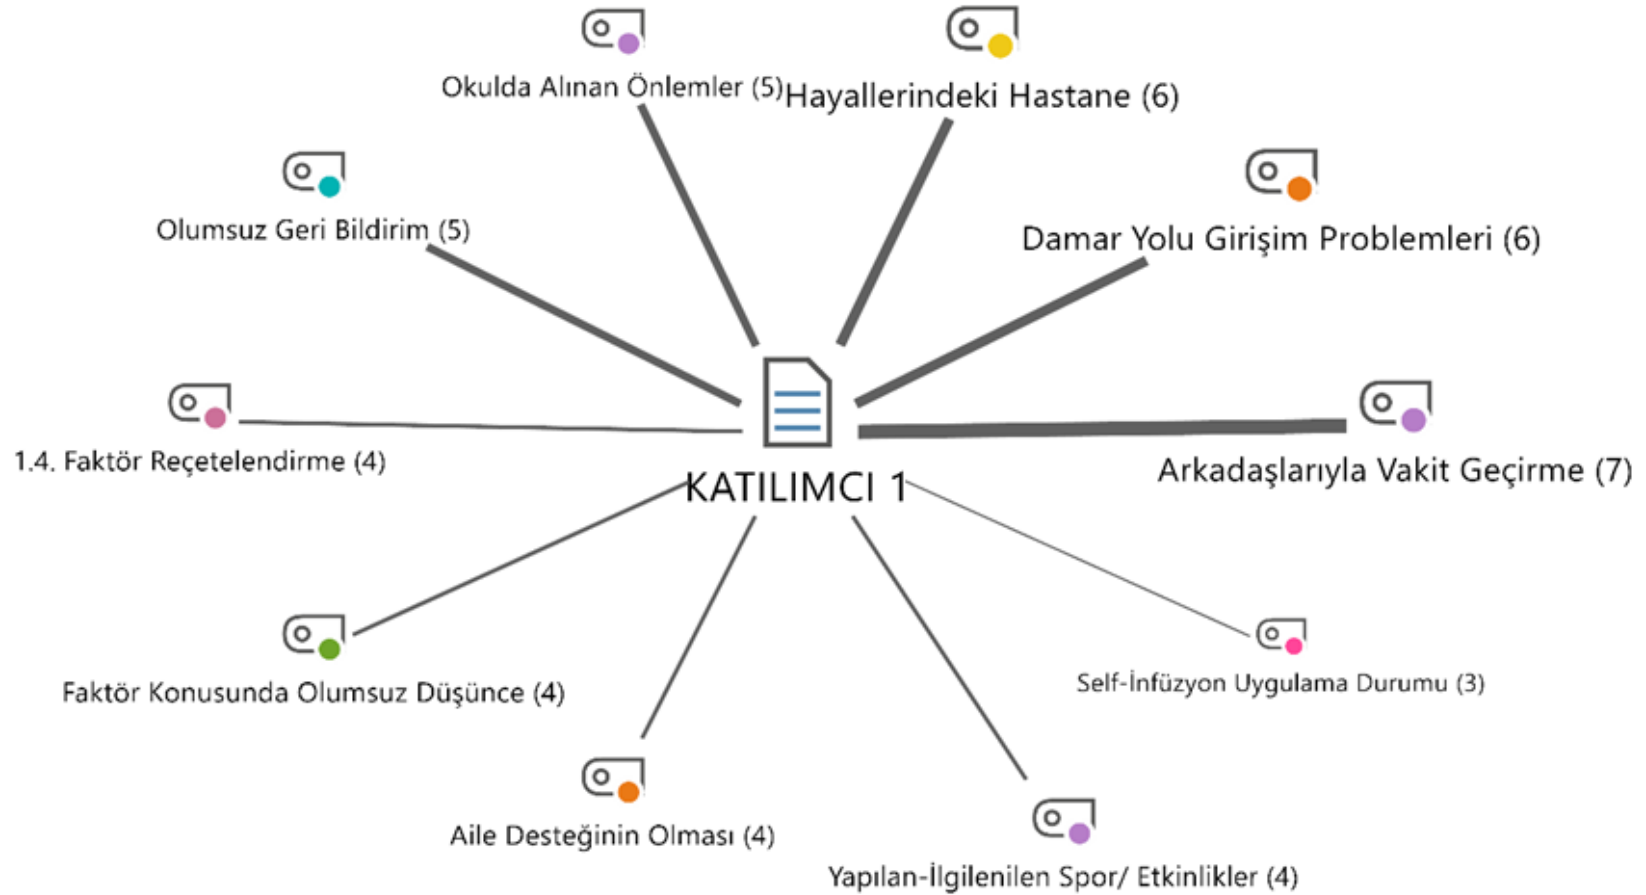 Okulda Alınan Önlemler (5)
Hayallerindeki Hastane (6)
Olumsuz Geri Bildirim (5)
Damar Yolu Girişim Problemleri (6)
1.4. Faktör Reçetelendirme (4)
Arkadaşlarıyla Vakit Geçirme (7)
KATILIMCI 1
Faktör Konusunda Olumsuz Düşünce (4)
Self-İnfüzyon Uygulama Durumu (3)
Aile Desteğinin Olması (4)
Yapılan-İlgilenilen Spor/ Etkinlikler (4)